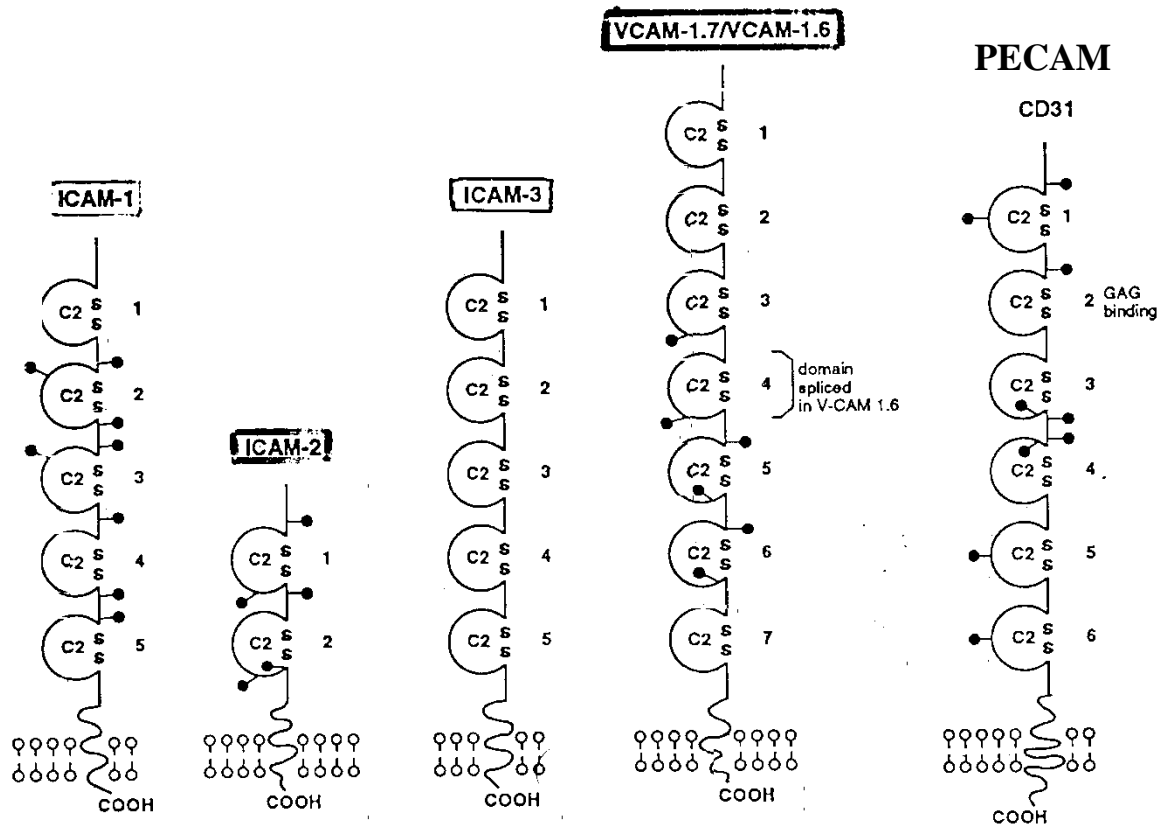 VCAM-1.7/VCAM-1.6
PECAM
CD31
ICAM-1
ICAM-3
ICAM-2
C2 S S 1
C2 S S 2
C2 S S 3
C2 S S 4
C2 S S 5
COOH
C2 S S 1
C2 S S 2
COOH
C2 S S 1
C2 S S 2
C2 S S 3
C2 S S 4
C2 S S 5
COOH
C2 S S 1
C2 S S 2
C2 S S 3
C2 S S 4
domain
spliced
in V-CAM 1.6
C2 S S 5
C2 S S 6
C2 S S 7
COOH
C2 S S 1
C2 S S 2
GAG
binding
C2 S S 3
C2 S S 4
C2 S S 5
C2 S S 6
COOH